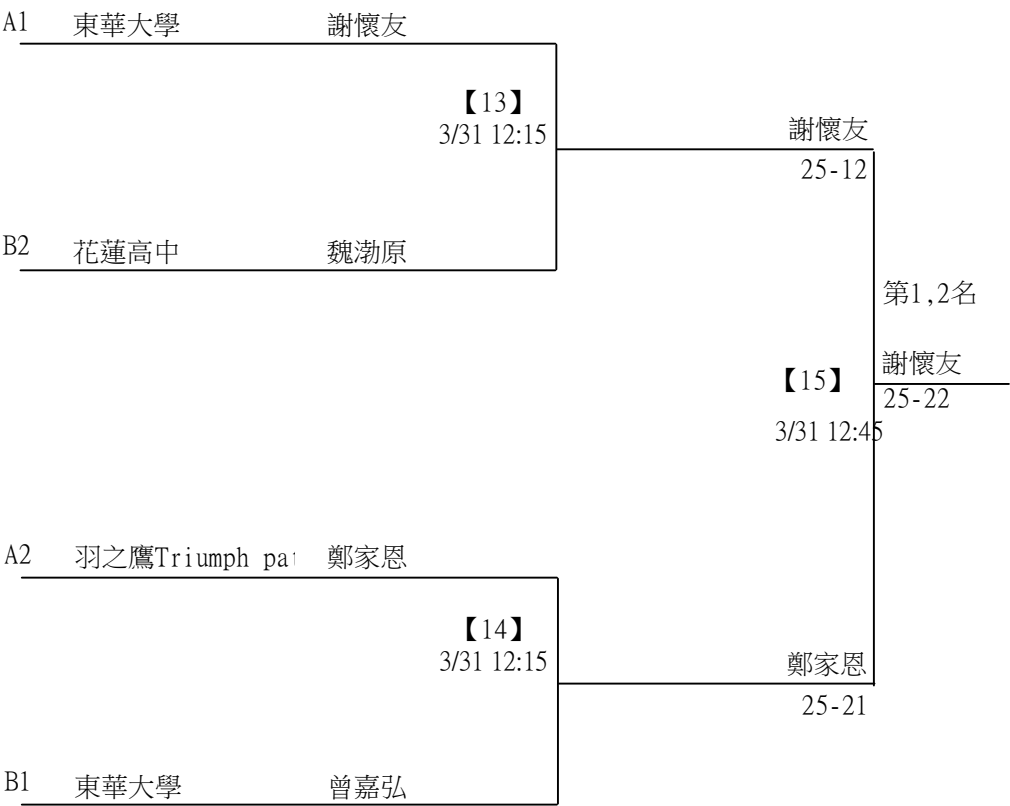 A1 東華大學 謝懷友
【13】
3/31 12:15
謝懷友
25-12
B2 花蓮高中 魏渤原
第1,2名
謝懷友
【15】
25-22
3/31 12:45
A2 羽之鷹Triumph 鄭家恩
【14】
3/31 12:15
鄭家恩
25-21
B1 東華大學 曾嘉弘